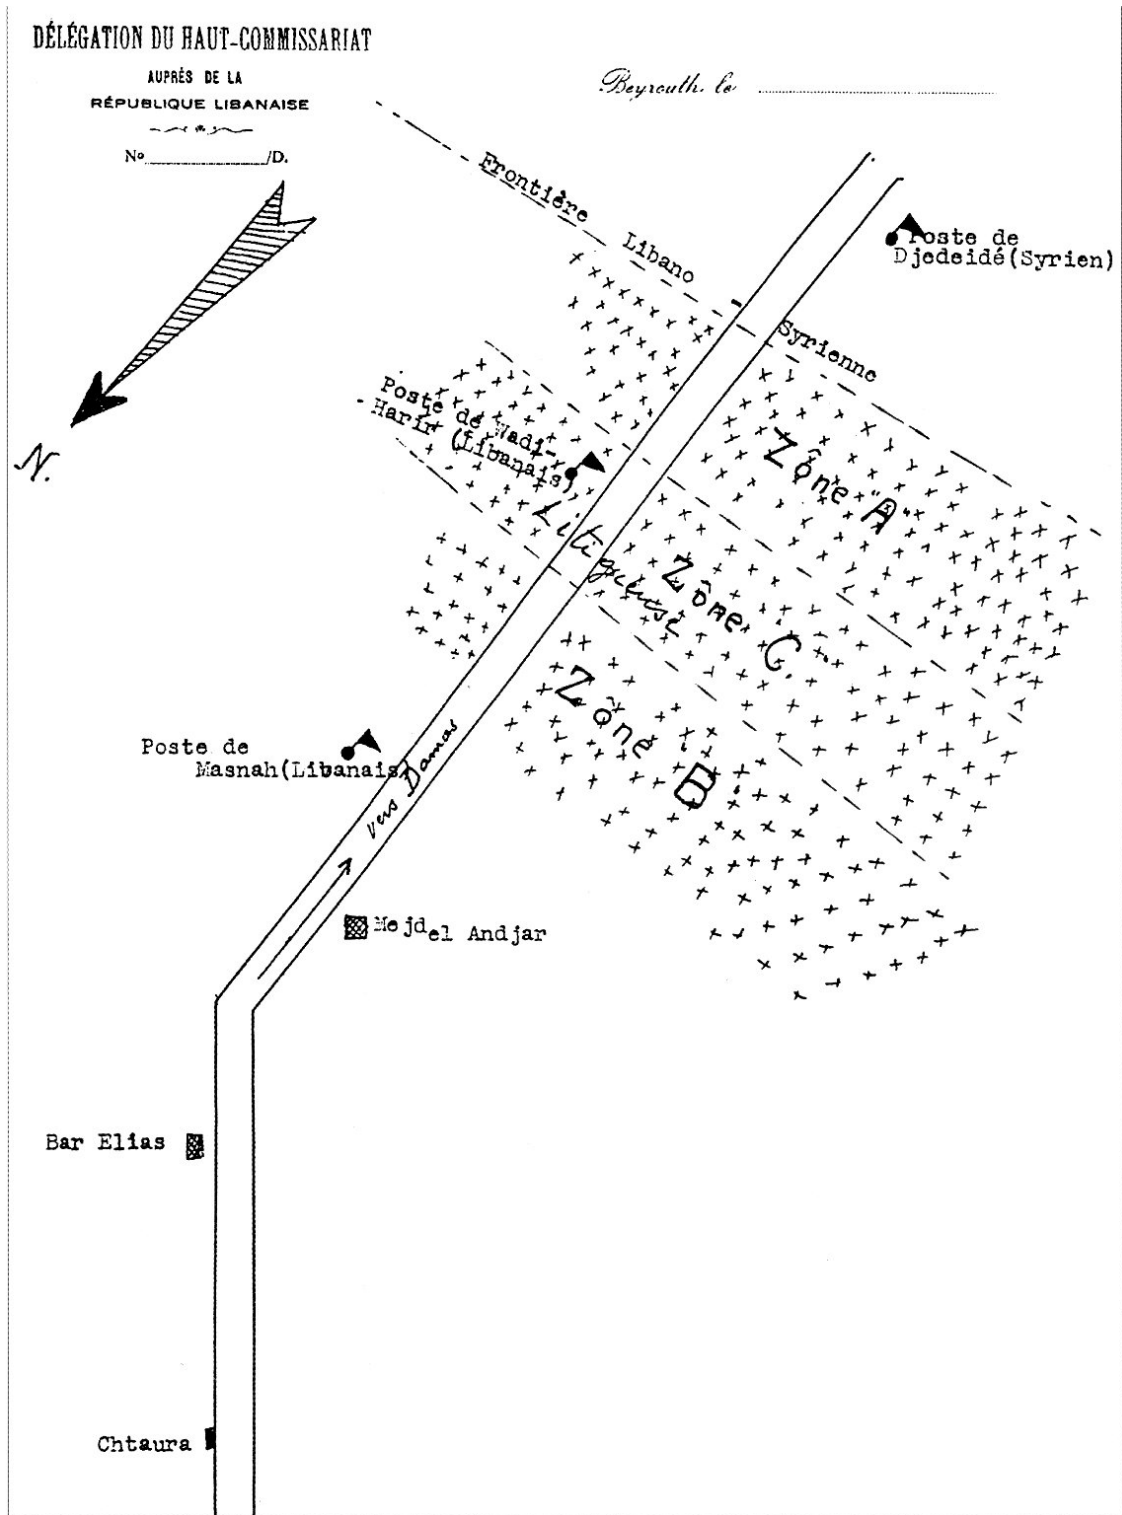 DÉLÉGATION DU HAUT-COMMISSARIAT
AUPRÈS DE LA
RÉPUBLIQUE LIBANAISE
No /D.
Beyrouth, le
N.
Frontière Libano Syrienne
Poste de
Djedeidé (Syrien)
Poste de Wadi-
Harir (Libanais)
Zône "A"
Litigueuse
Zône C.
Zône B.
Poste de
Masnah (Libanais)
vers Damas
Mejdel Andjar
Bar Elias
Chtaura